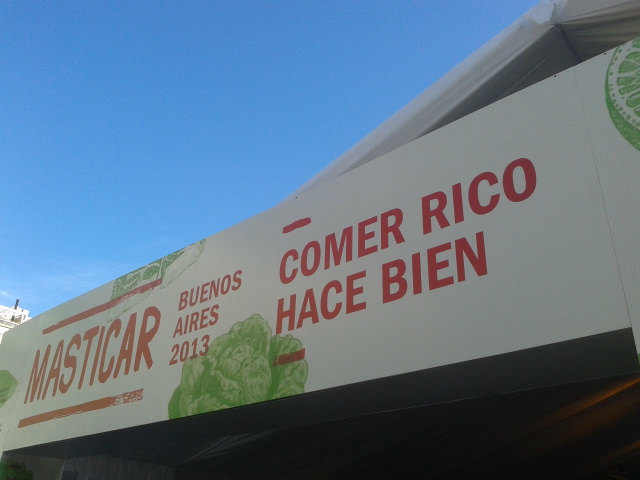 MASTICAR
BUENOS
AIRES
2013
COMER RICO
HACE BIEN